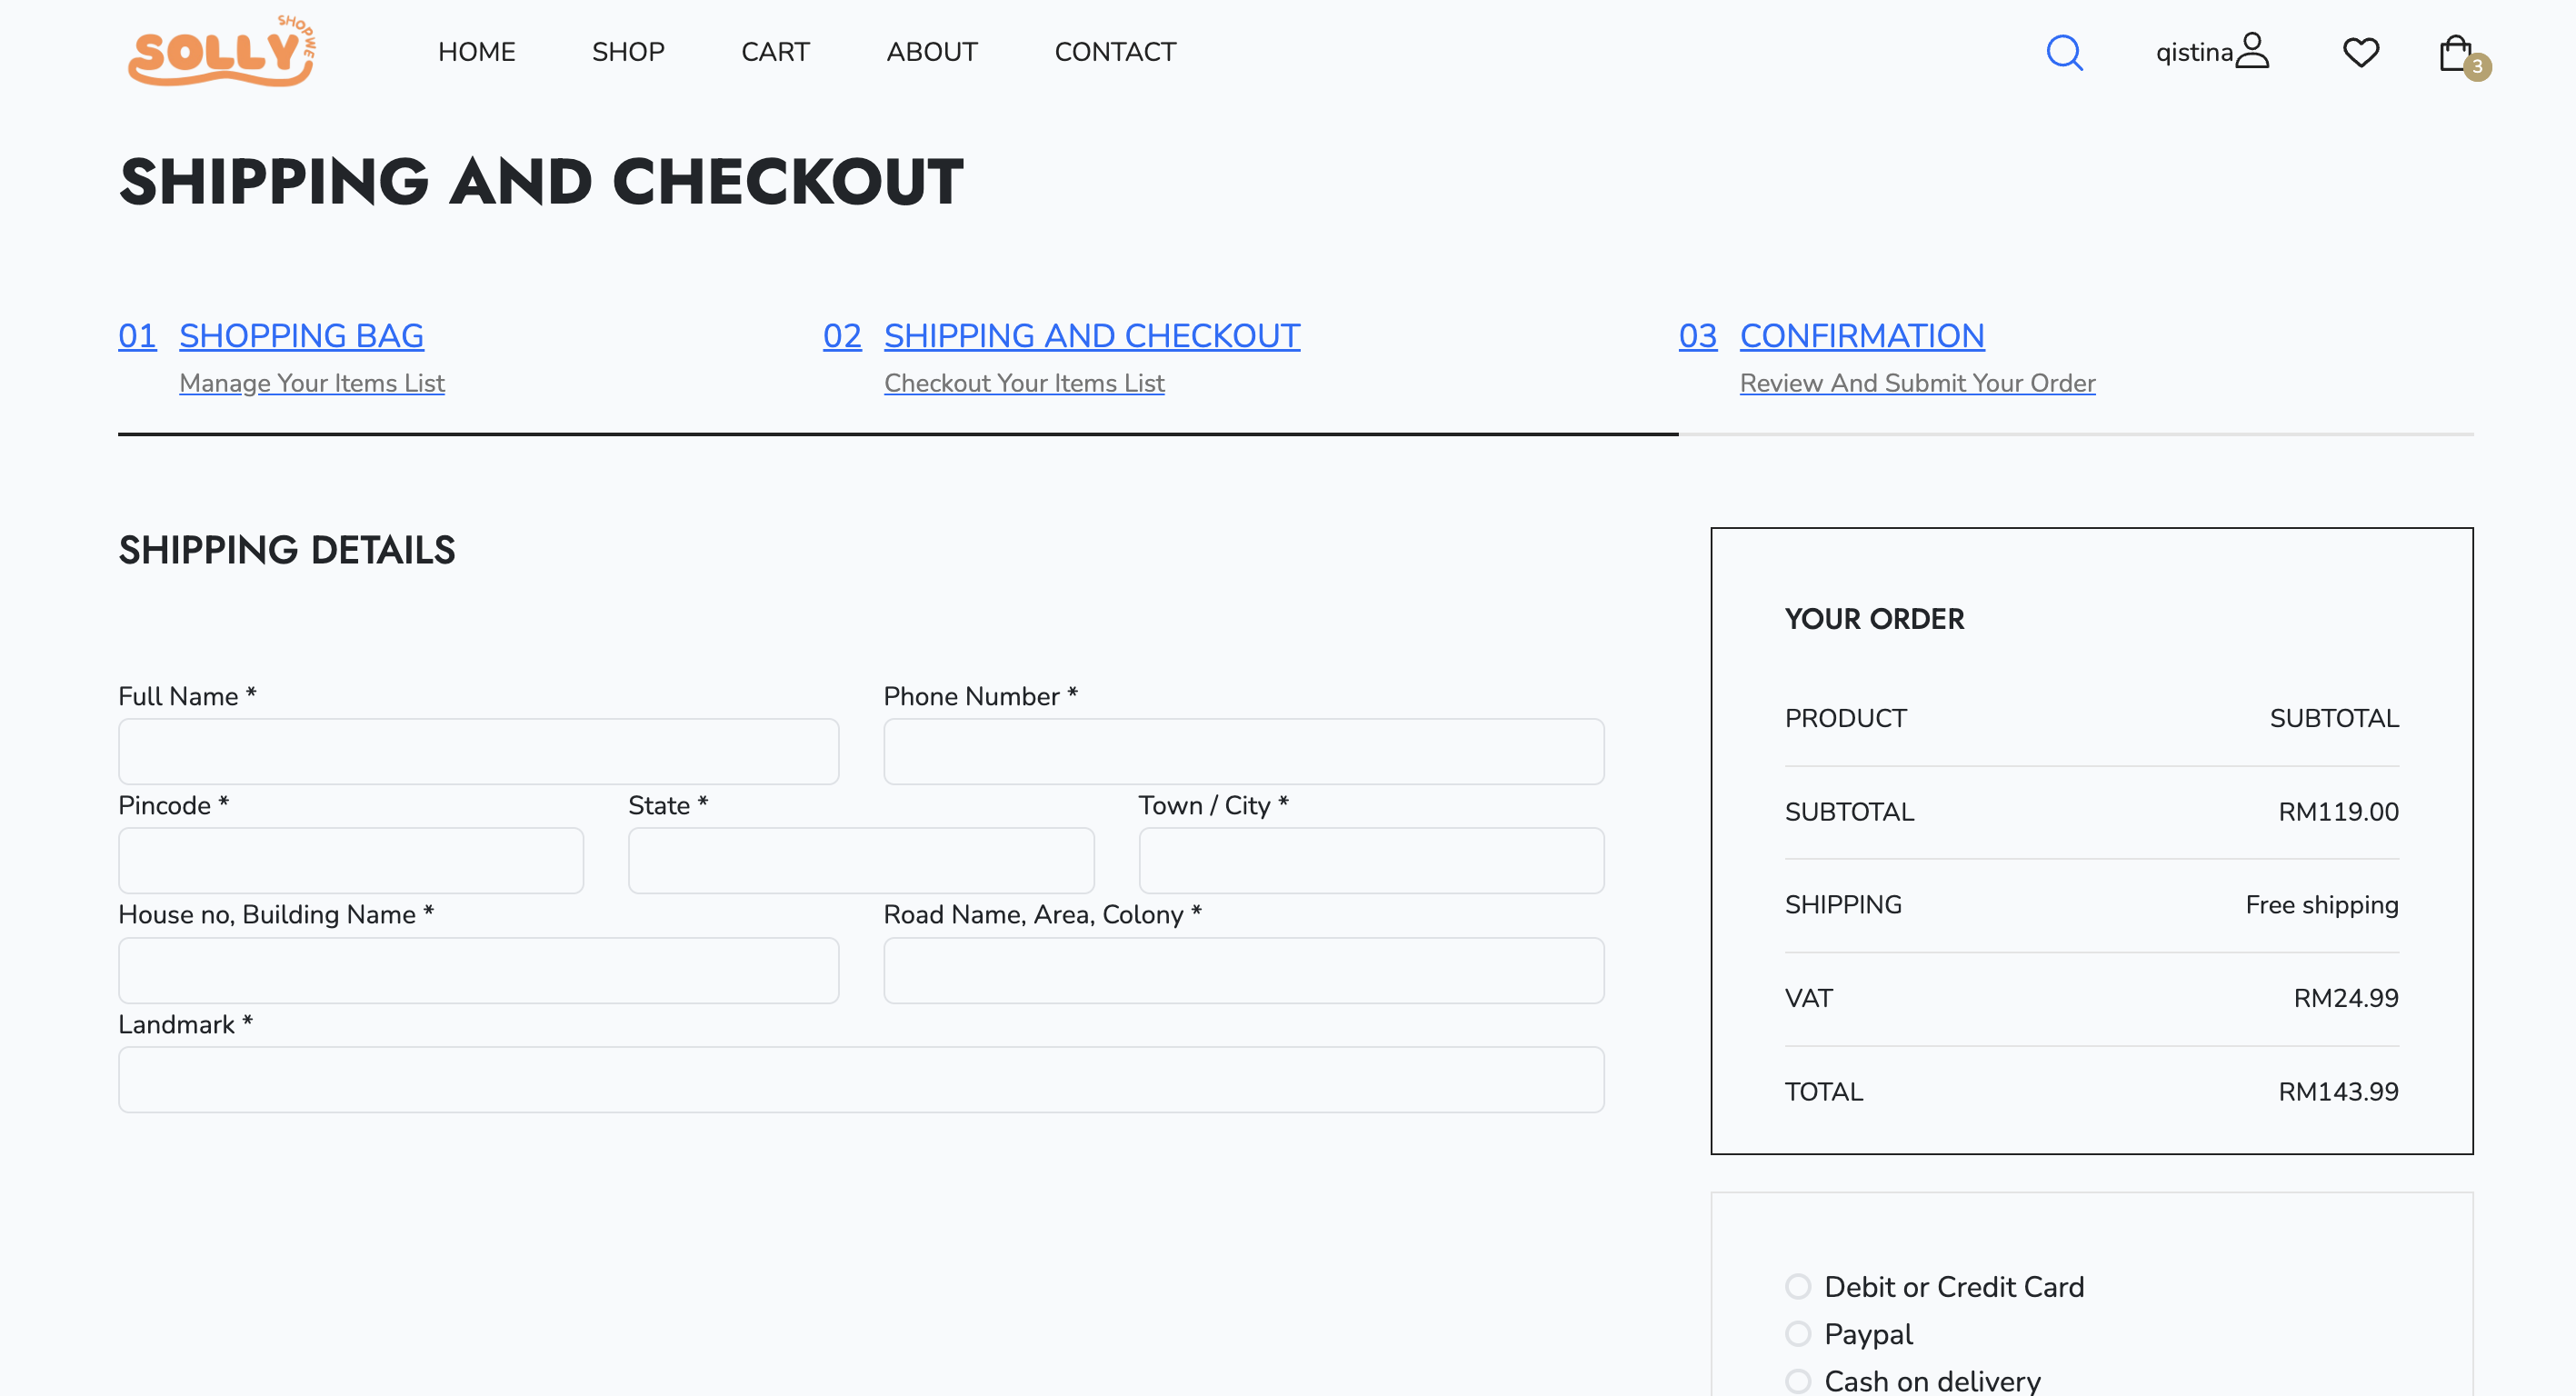 SOLLY SHOPWE
HOME SHOP CART ABOUT CONTACT
qistina
3
SHIPPING AND CHECKOUT
01 SHOPPING BAG
Manage Your Items List
02 SHIPPING AND CHECKOUT
Checkout Your Items List
03 CONFIRMATION
Review And Submit Your Order
SHIPPING DETAILS
Full Name *
Phone Number *
Pincode *
State *
Town / City *
House no, Building Name *
Road Name, Area, Colony *
Landmark *
YOUR ORDER
PRODUCT SUBTOTAL
SUBTOTAL RM119.00
SHIPPING Free shipping
VAT RM24.99
TOTAL RM143.99
Debit or Credit Card
Paypal
Cash on delivery